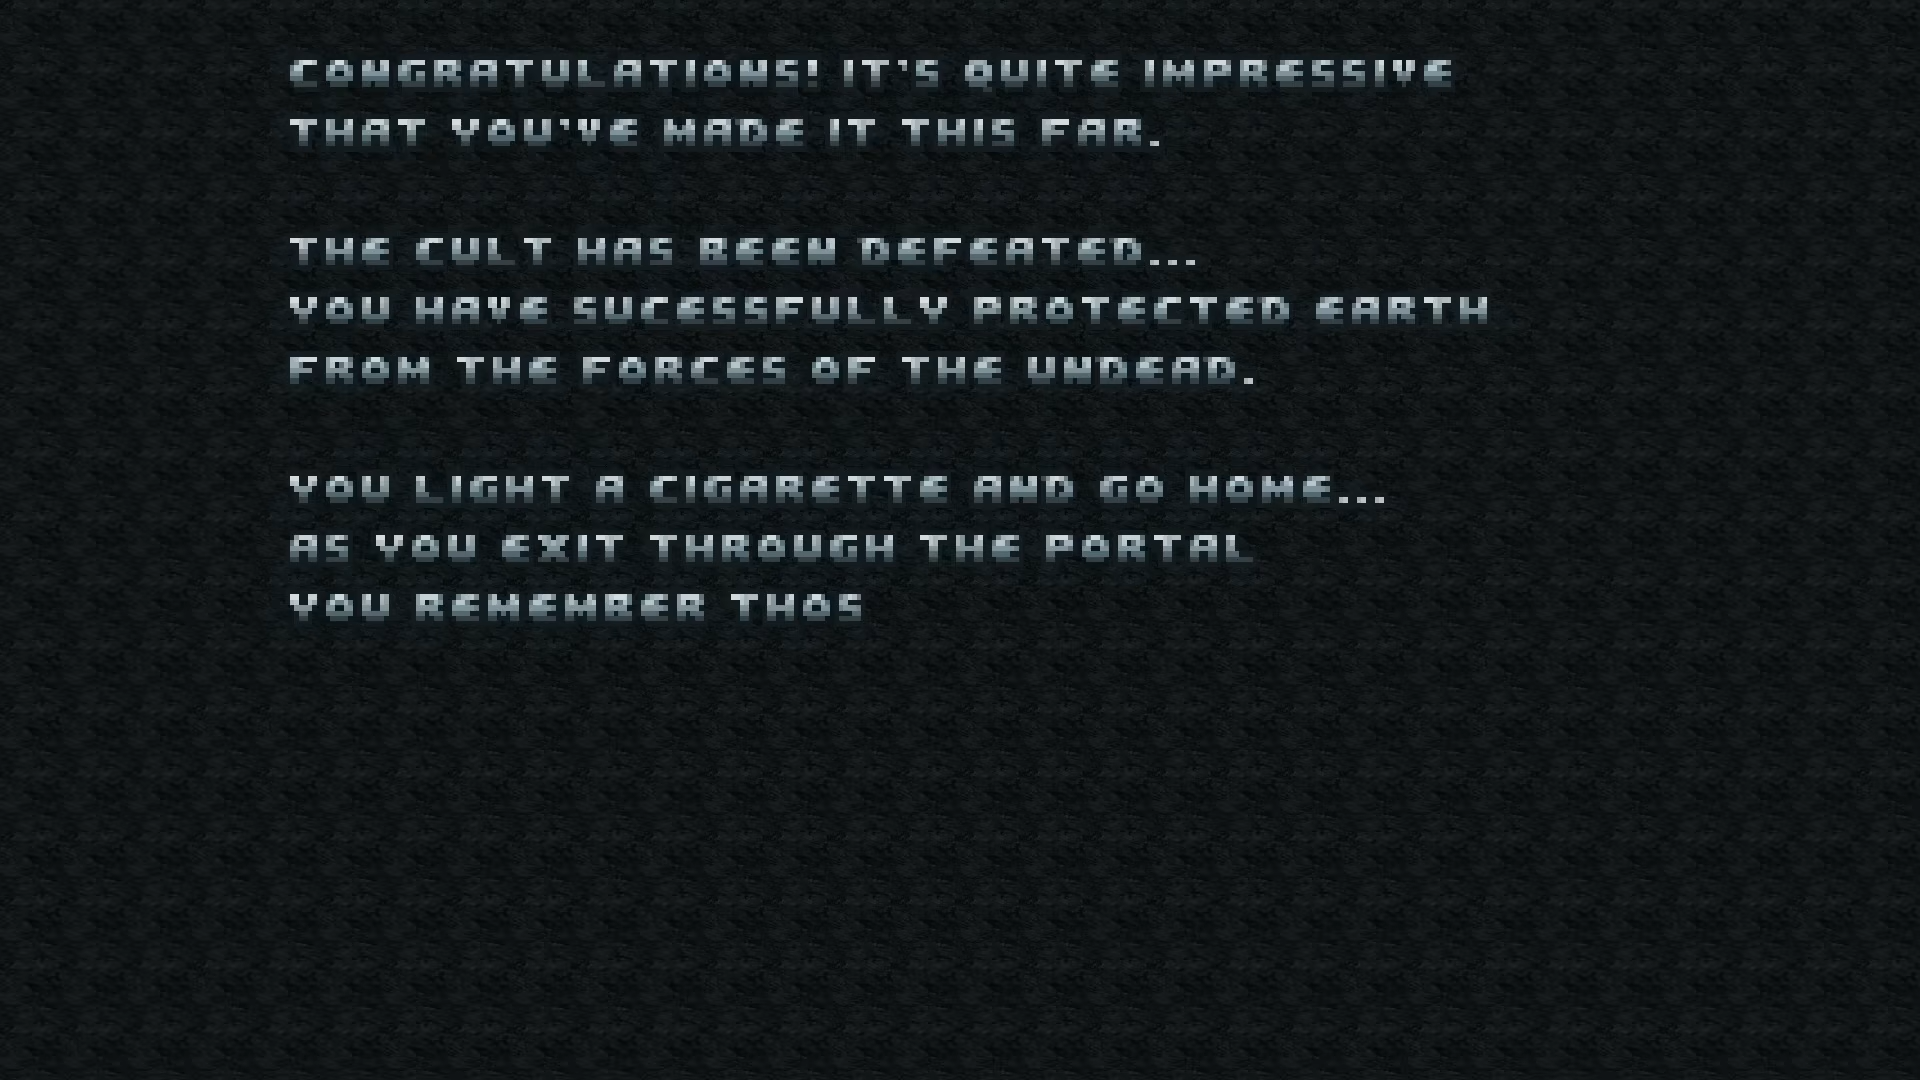 CONGRATULATIONS! IT'S QUITE IMPRESSIVE
THAT YOU'VE MADE IT THIS FAR.
THE CULT HAS BEEN DEFEATED...
YOU HAVE SUCESSFULLY PROTECTED EARTH
FROM THE FORCES OF THE UNDEAD.
YOU LIGHT A CIGARETTE AND GO HOME...
AS YOU EXIT THROUGH THE PORTAL
YOU REMEMBER THOS